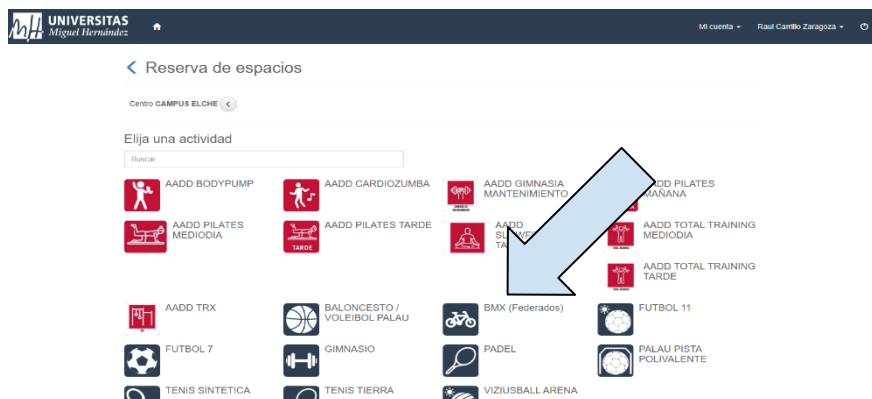 UNIVERSITAS
Miguel Hernández
Mi cuenta
Raul Carrillo Zaragoza
Reserva de espacios
Centro CAMPUS ELCHE
Elija una actividad
Buscar
AADD BODYPUMP
AADD CARDIOZUMBA
AADD GIMNASIA
MANTENIMIENTO
PILATES
MAÑANA
AADD PILATES
MEDIODIA
TARDE
AADD PILATES TARDE
AADD
AADD TOTAL TRAINING
MEDIODIA
AADD TOTAL TRAINING
TARDE
AADD TRX
BALONCESTO /
VOLEIBOL PALAU
BMX (Federados)
FUTBOL 11
FUTBOL 7
GIMNASIO
PADEL
PALAU PISTA
POLIVALENTE
TENIS SINTETICA
TENIS TIERRA
VIZIUSBALL ARENA